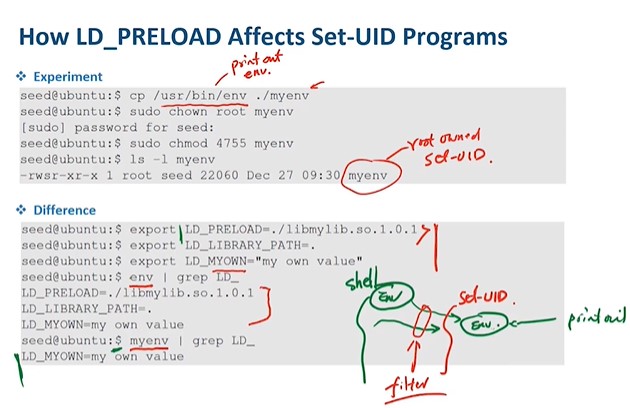 How LD_PRELOAD Affects Set-UID Programs
print out
env.
❖ Experiment
seed@ubuntu:$ cp /usr/bin/env ./myenv
seed@ubuntu:$ sudo chown root myenv
[sudo] password for seed:
seed@ubuntu:$ sudo chmod 4755 myenv
seed@ubuntu:$ ls -l myenv
-rwsr-xr-x 1 root seed 22060 Dec 27 09:30 myenv
root owned
set-UID.
❖ Difference
seed@ubuntu:$ export LD_PRELOAD=./libmylib.so.1.0.1
seed@ubuntu:$ export LD_LIBRARY_PATH=.
seed@ubuntu:$ export LD_MYOWN="my own value"
seed@ubuntu:$ env | grep LD_
LD_PRELOAD=./libmylib.so.1.0.1
LD_LIBRARY_PATH=.
LD_MYOWN=my own value
seed@ubuntu:$ myenv | grep LD_
LD_MYOWN=my own value
shell
Env
set-UID.
Env.
print out
filter